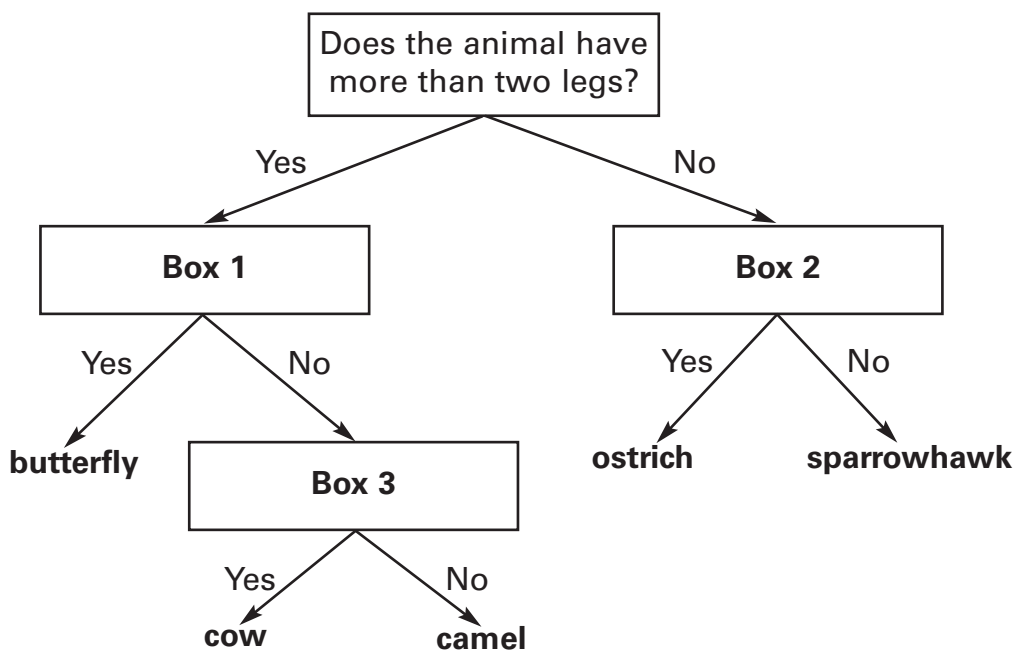 Does the animal have
more than two legs?
Yes
No
Box 1
Box 2
Yes
No
Yes
No
butterfly
Box 3
ostrich
sparrowhawk
Yes
No
cow
camel